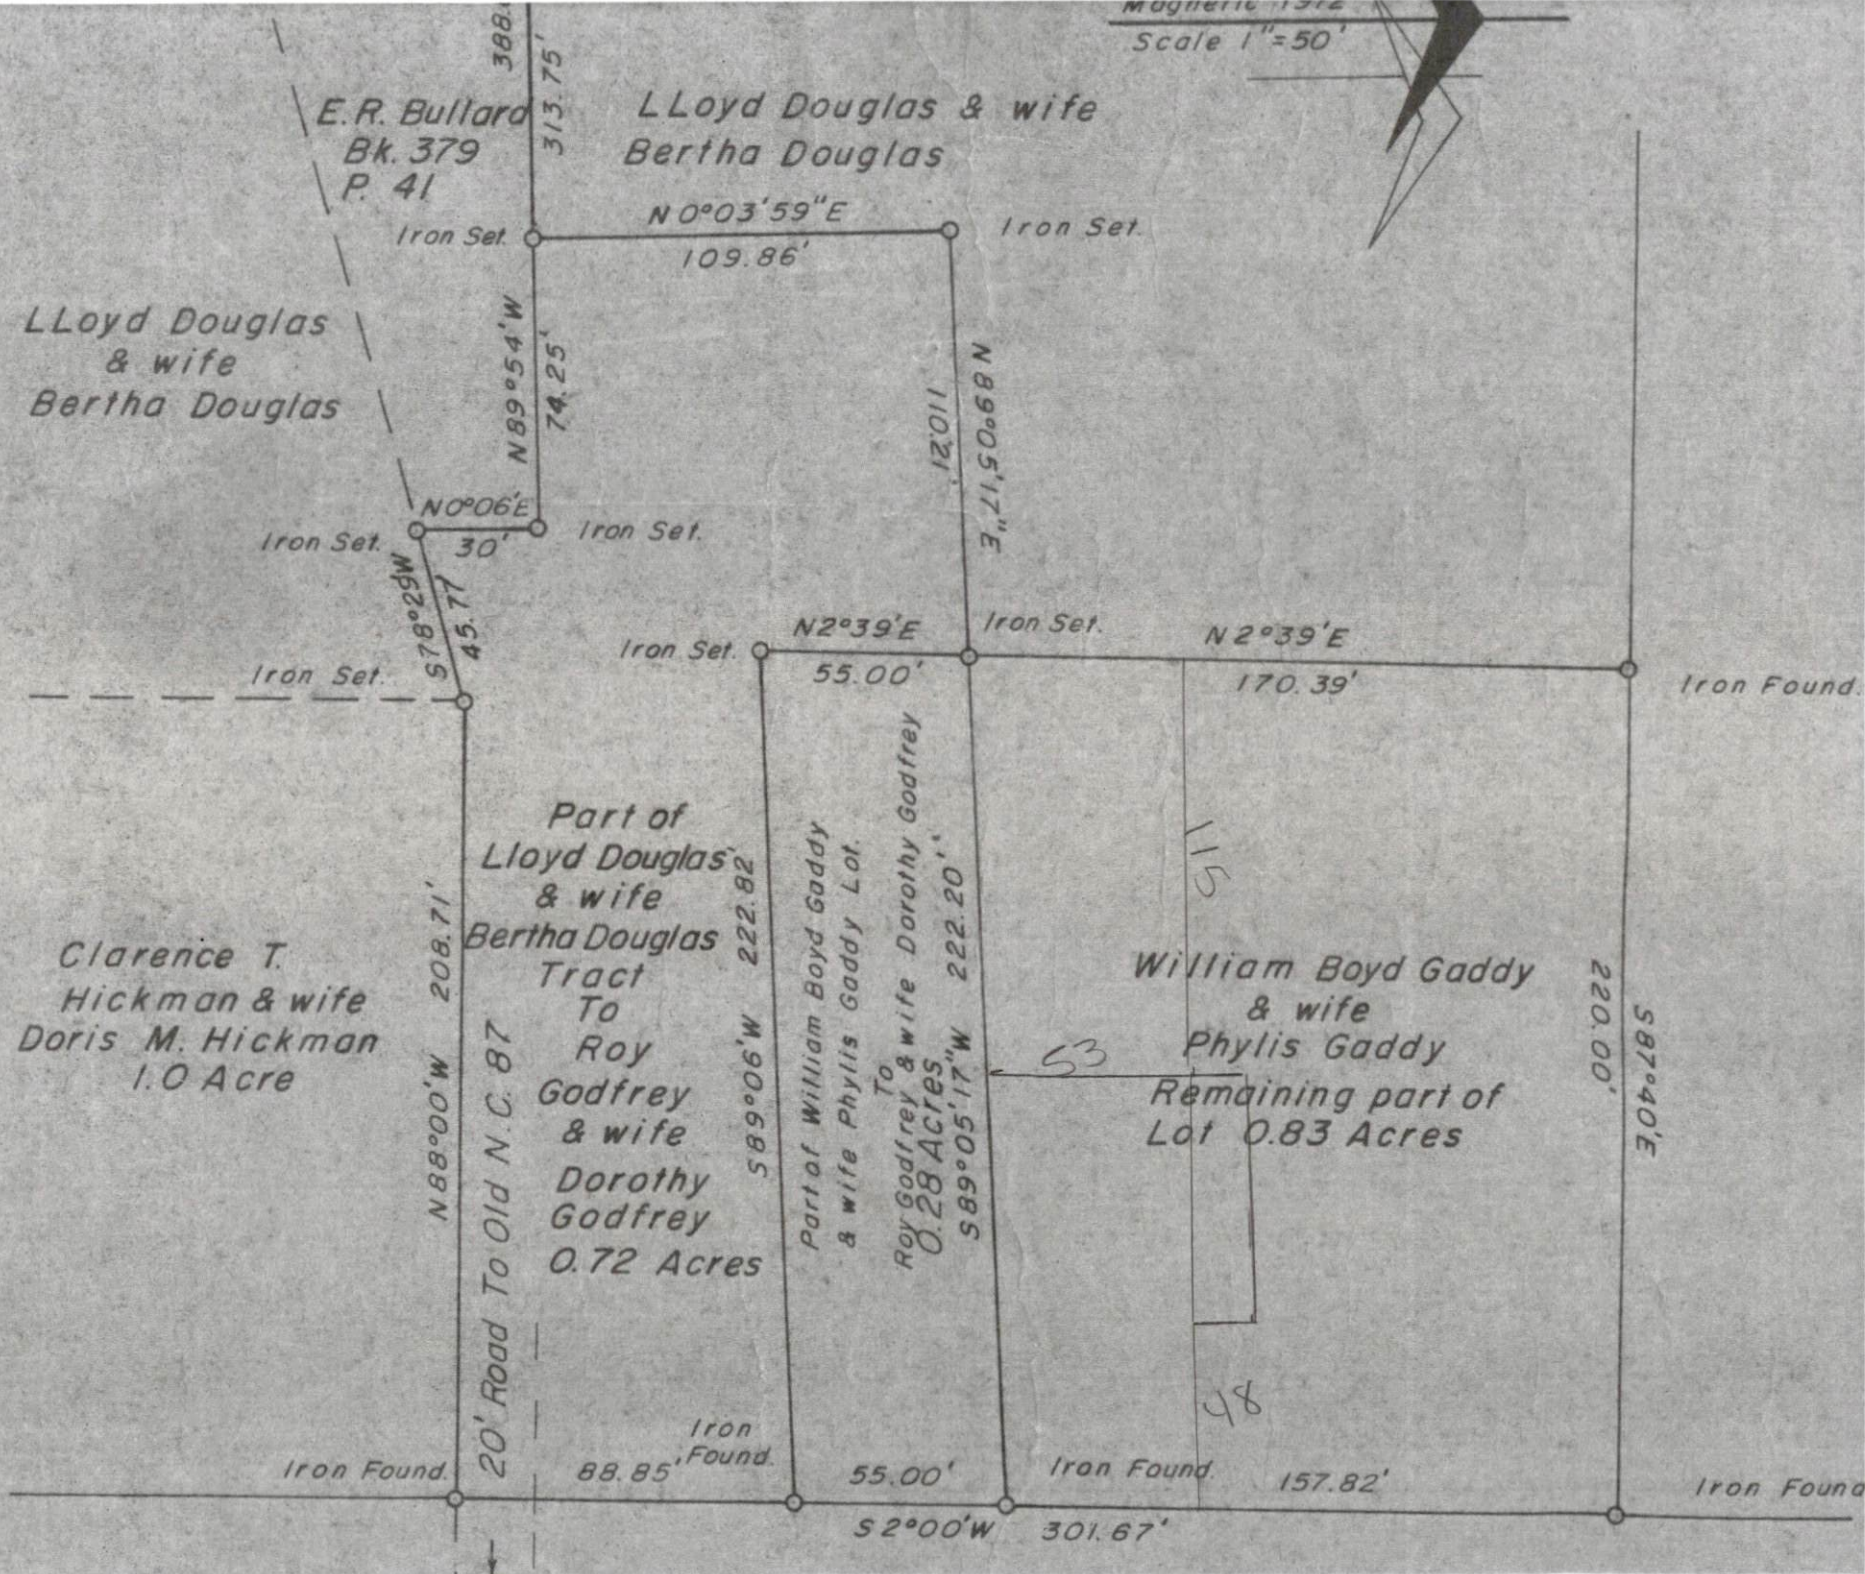 Magnetic 1972
Scale 1"=50'
388.
313.75'
E.R. Bullard
Bk. 379
P. 41
LLoyd Douglas & wife
Bertha Douglas
N0°03'59"E
109.86'
Iron Set.
Iron Set.
LLoyd Douglas
& wife
Bertha Douglas
N89°54'W
74.25'
110.21'
N89°05'17"E
N0°06'E
30'
Iron Set.
Iron Set.
S78°29'W
45.77'
Iron Set.
Iron Set.
N2°39'E
55.00'
Iron Set.
N2°39'E
170.39'
Iron Found.
Clarence T.
Hickman & wife
Doris M. Hickman
1.0 Acre
N88°00'W 208.71'
20' Road To Old N.C. 87
Part of
Lloyd Douglas
& wife
Bertha Douglas
Tract
To
Roy
Godfrey
& wife
Dorothy
Godfrey
0.72 Acres
S89°06'W 222.82'
Part of William Boyd Gaddy
& wife Phylis Gaddy Lot.
To
Roy Godfrey & wife Dorothy Godfrey
0.28 Acres
S89°05'17"W 222.20'
115
53
48
William Boyd Gaddy
& wife
Phylis Gaddy
Remaining part of
Lot 0.83 Acres
220.00'
S87°40'E
Iron Found.
88.85'
Iron
Found.
55.00'
Iron Found.
157.82'
Iron Found
S2°00'W 301.67'